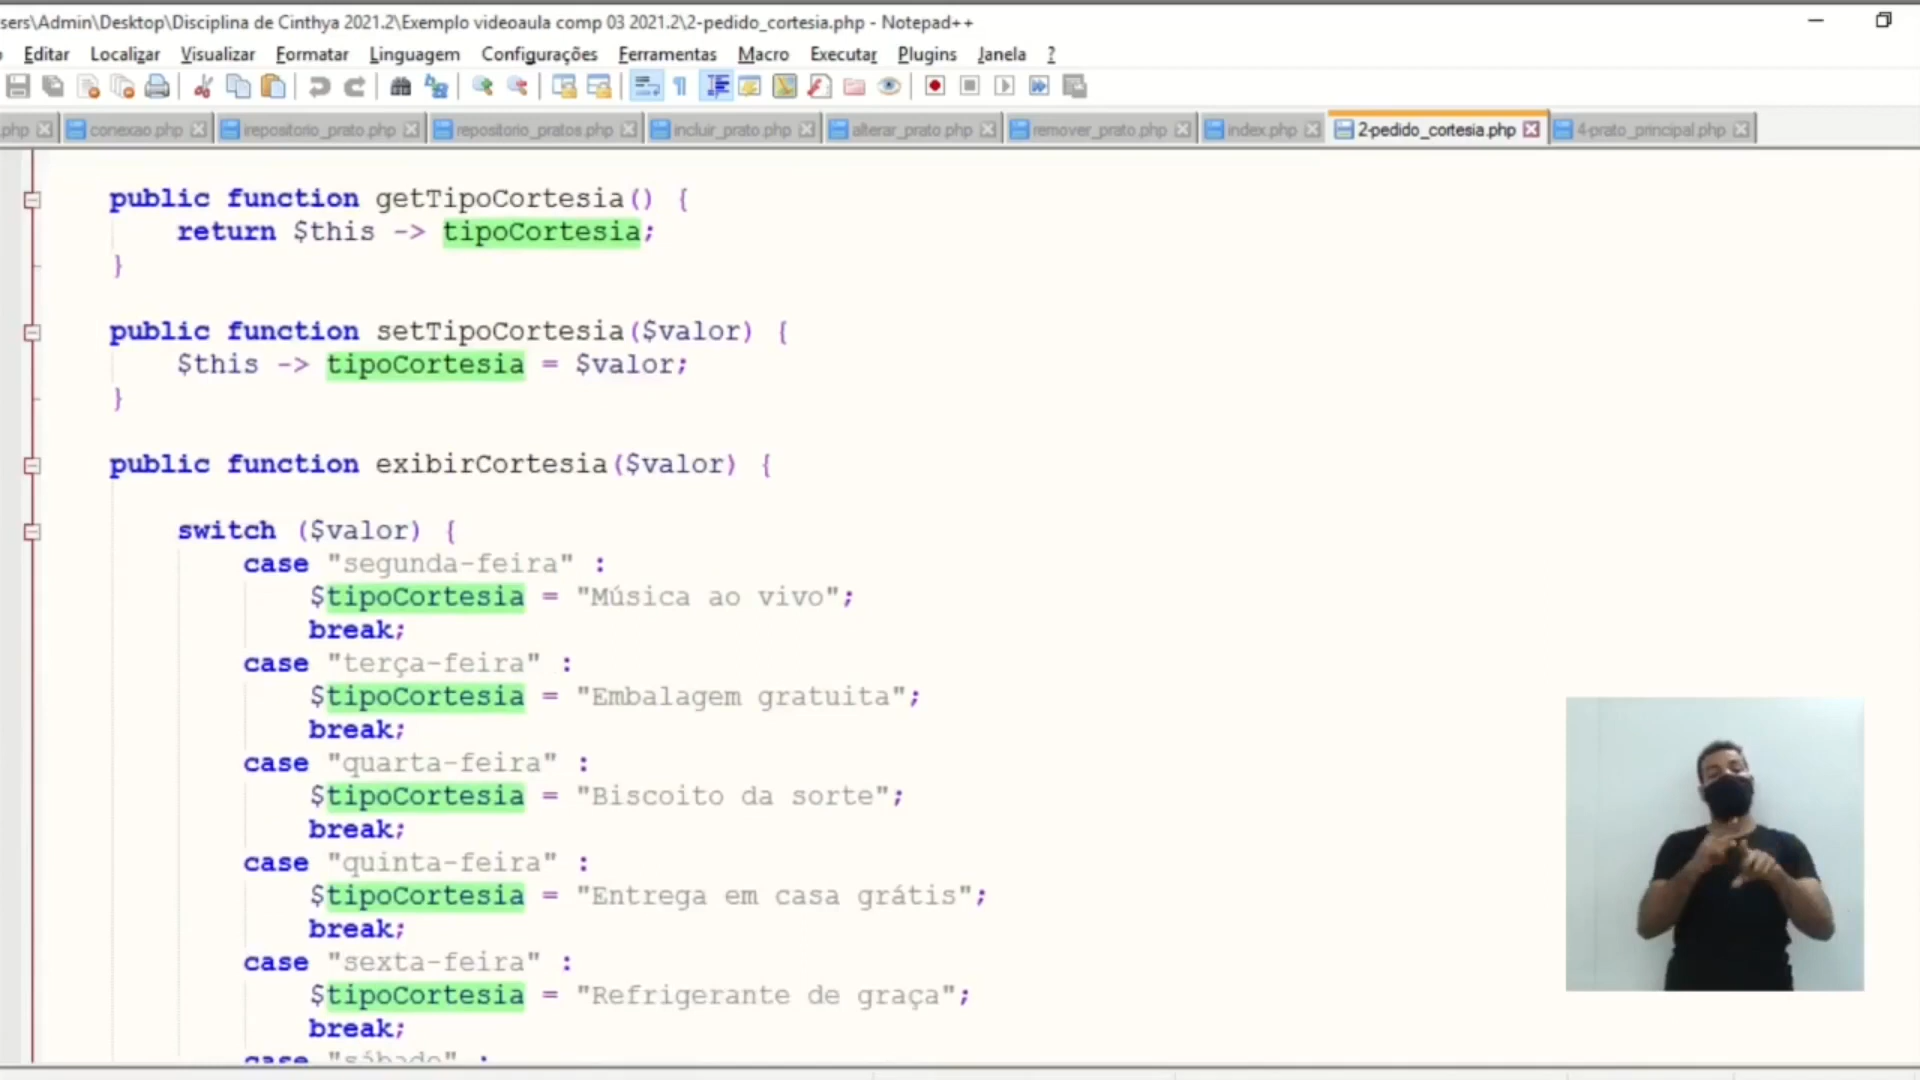 sers\Admin\Desktop\Disciplina de Cinthya 2021.2\Exemplo videoaula comp 03 2021.2\2-pedido_cortesia.php - Notepad++
Editar Localizar Visualizar Formatar Linguagem Configurações Ferramentas Macro Executar Plugins Janela ?
.php conexao.php irepositorio_prato.php repositorio_pratos.php incluir_prato.php alterar_prato.php remover_prato.php index.php 2-pedido_cortesia.php 4-prato_principal.php
public function getTipoCortesia() {
return $this -> tipoCortesia;
}
public function setTipoCortesia($valor) {
$this -> tipoCortesia = $valor;
}
public function exibirCortesia($valor) {
switch ($valor) {
case "segunda-feira" :
$tipoCortesia = "Música ao vivo";
break;
case "terça-feira" :
$tipoCortesia = "Embalagem gratuita";
break;
case "quarta-feira" :
$tipoCortesia = "Biscoito da sorte";
break;
case "quinta-feira" :
$tipoCortesia = "Entrega em casa grátis";
break;
case "sexta-feira" :
$tipoCortesia = "Refrigerante de graça";
break;
case "sábado" :